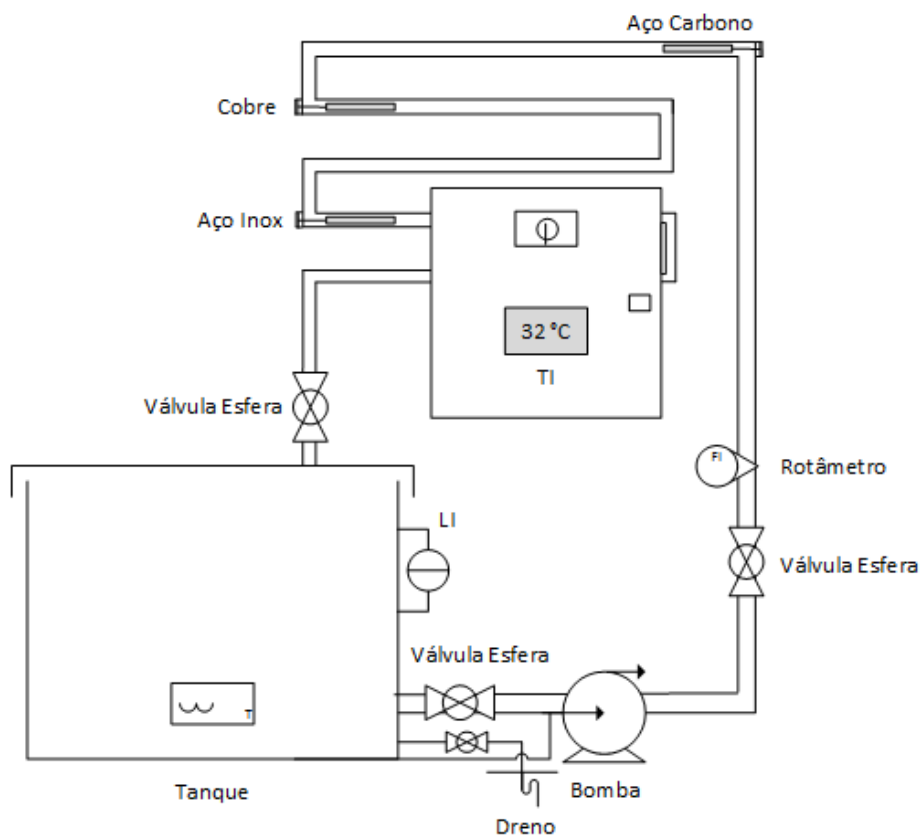 Aço Carbono
Cobre
Aço Inox
32 ºC
TI
Válvula Esfera
FI
Rotâmetro
LI
Válvula Esfera
Válvula Esfera
T
Tanque
Bomba
Dreno